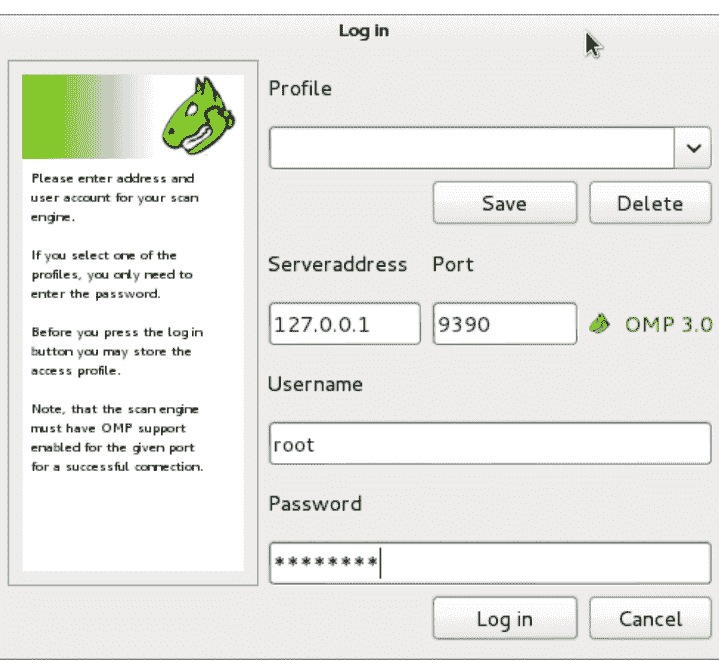 Log in
Please enter address and
user account for your scan
engine.
If you select one of the
profiles, you only need to
enter the password.
Before you press the login
button you may store the
access profile.
Note, that the scan engine
must have OMP support
enabled for the given port
for a successful connection.
Profile
Save Delete
Serveraddress Port
127.0.0.1 9390 OMP 3.0
Username
root
Password
********
Log in Cancel